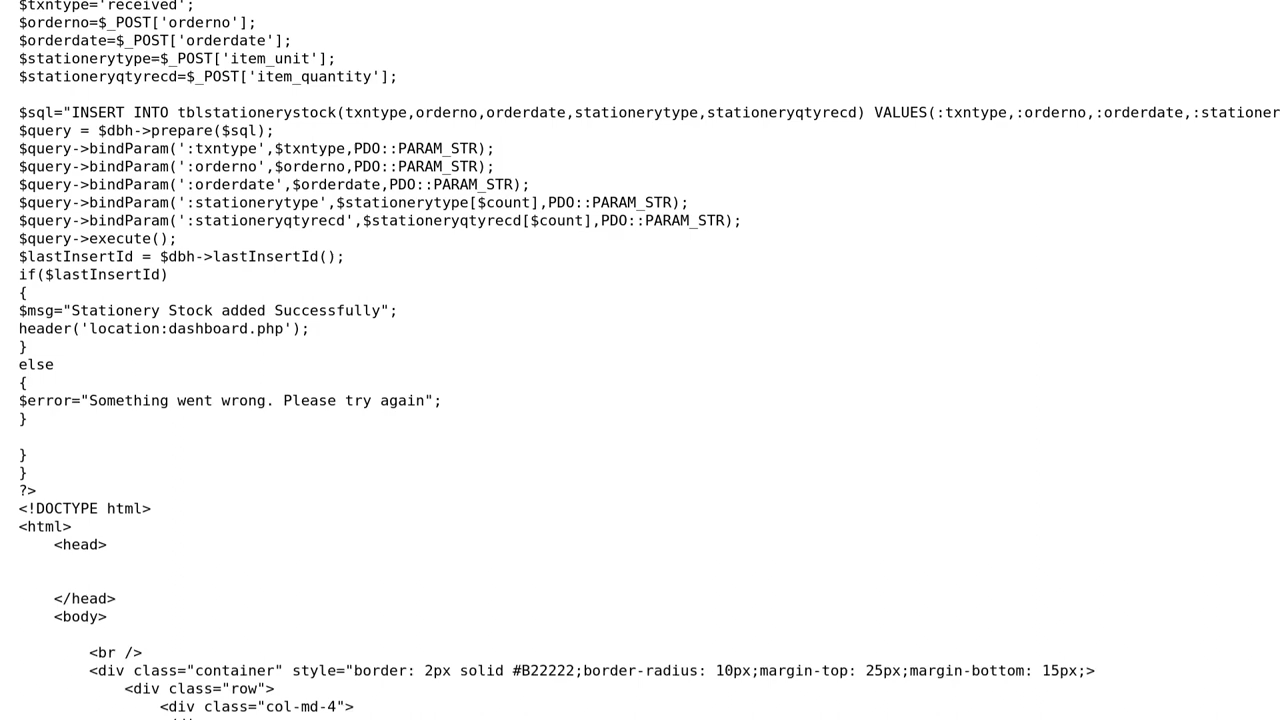 $txntype='received';
$orderno=$_POST['orderno'];
$orderdate=$_POST['orderdate'];
$stationerytype=$_POST['item_unit'];
$stationeryqtyrecd=$_POST['item_quantity'];
$sql="INSERT INTO tblstationerystock(txntype,orderno,orderdate,stationerytype,stationeryqtyrecd) VALUES(:txntype,:orderno,:orderdate,:stationer
$query = $dbh->prepare($sql);
$query->bindParam(':txntype',$txntype,PDO::PARAM_STR);
$query->bindParam(':orderno',$orderno,PDO::PARAM_STR);
$query->bindParam(':orderdate',$orderdate,PDO::PARAM_STR);
$query->bindParam(':stationerytype',$stationerytype[$count],PDO::PARAM_STR);
$query->bindParam(':stationeryqtyrecd',$stationeryqtyrecd[$count],PDO::PARAM_STR);
$query->execute();
$lastInsertId = $dbh->lastInsertId();
if($lastInsertId)
{
$msg="Stationery Stock added Successfully";
header('location:dashboard.php');
}
else
{
$error="Something went wrong. Please try again";
}
}
}
?>
<!DOCTYPE html>
<html>
<head>
</head>
<body>
<br />
<div class="container" style="border: 2px solid #B22222;border-radius: 10px;margin-top: 25px;margin-bottom: 15px;>
<div class="row">
<div class="col-md-4">